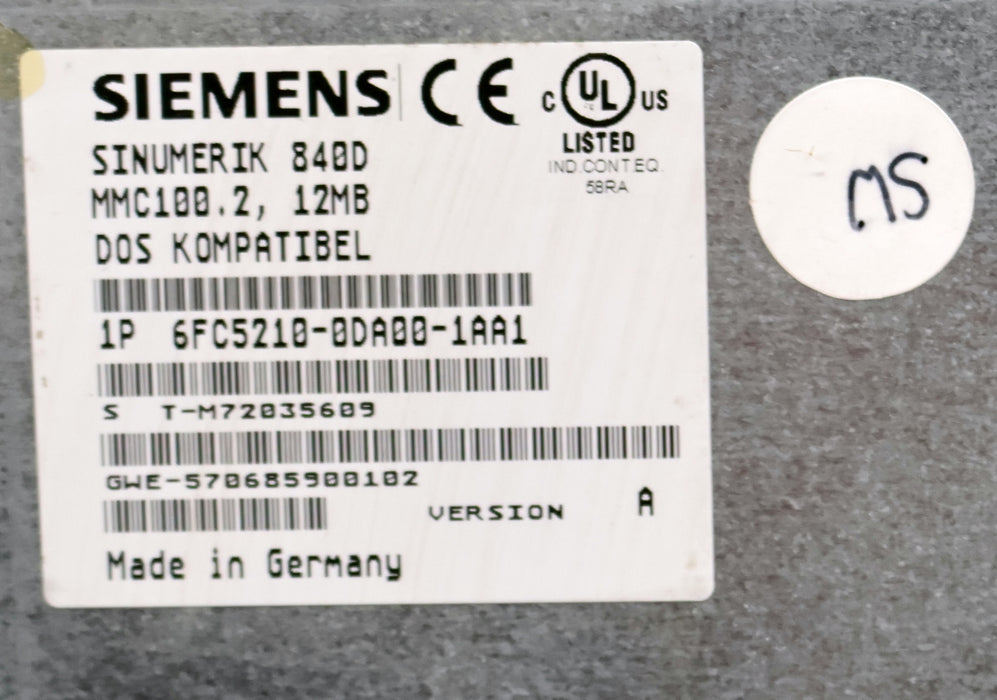 SIEMENS CE
C UL US
LISTED
IND.CONT.EQ.
58RA
SINUMERIK 840D
MMC100.2, 12MB
DOS KOMPATIBEL
1P 6FC5210-0DA00-1AA1
S T-M72035609
GWE-570685900102
VERSION A
Made in Germany
MS